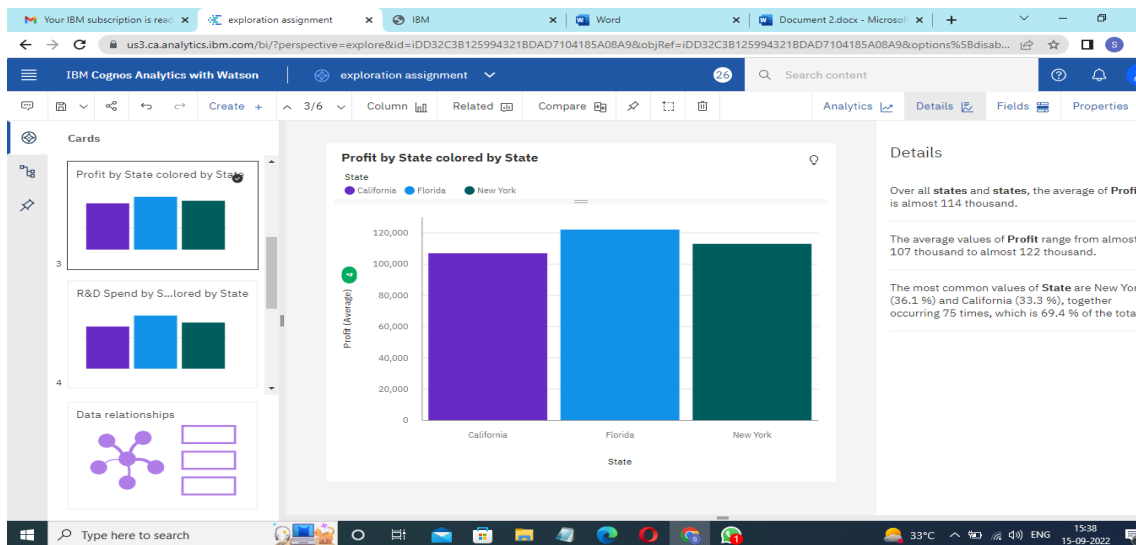 Your IBM subscription is read
exploration assignment
IBM
Word
Document 2.docx - Microsof
us3.ca.analytics.ibm.com/bi/?perspective=explore&id=iDD32C3B125994321BDAD7104185A08A9&objRef=iDD32C3B125994321BDAD7104185A08A9&options%5Bdisab...
S
IBM Cognos Analytics with Watson
exploration assignment
26
Search content
Create +
3/6
Column
Related
Compare
Analytics
Details
Fields
Properties
Cards
Profit by State colored by State
3
R&D Spend by S...lored by State
4
Data relationships
Profit by State colored by State
State
California
Florida
New York
Profit (Average)
120,000
100,000
80,000
60,000
40,000
20,000
0
California
Florida
New York
State
Details
Over all states and states, the average of Profi
is almost 114 thousand.
The average values of Profit range from almost
107 thousand to almost 122 thousand.
The most common values of State are New Yor
(36.1 %) and California (33.3 %), together
occurring 75 times, which is 69.4 % of the tota
Type here to search
33°C
ENG
15:38
15-09-2022